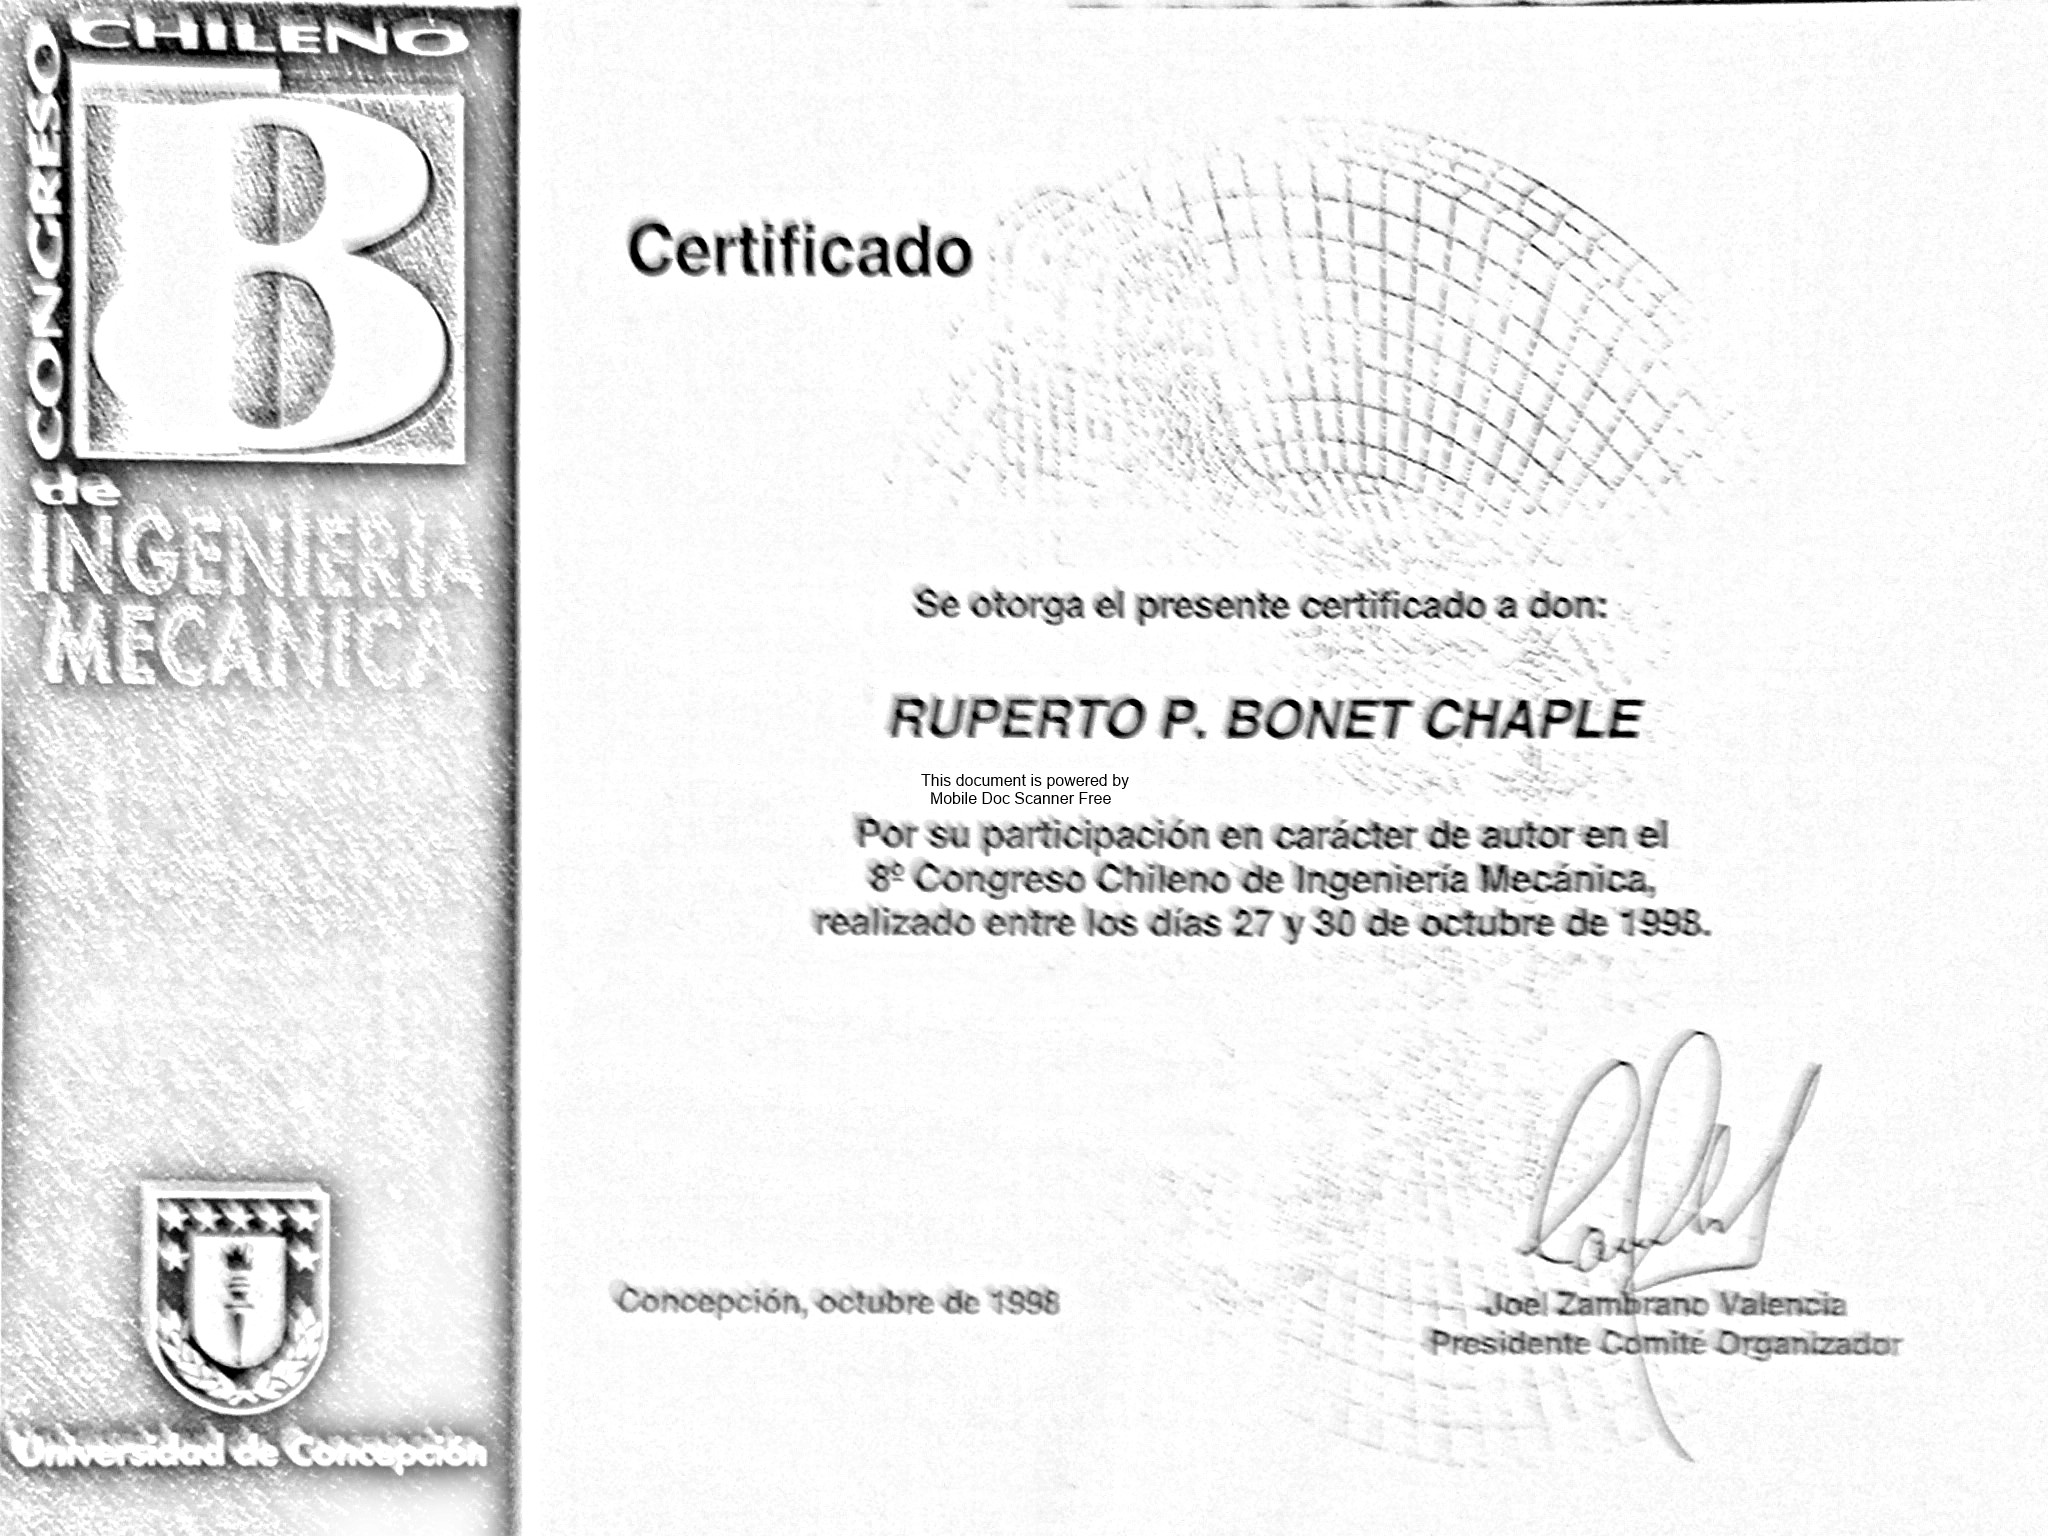 CHILENO
CONGRESO
8
de
INGENIERIA
MECANICA
Universidad de Concepción
Certificado
Se otorga el presente certificado a don:
RUPERTO P. BONET CHAPLE
This document is powered by
Mobile Doc Scanner Free
Por su participación en carácter de autor en el
8º Congreso Chileno de Ingeniería Mecánica,
realizado entre los días 27 y 30 de octubre de 1998.
Concepción, octubre de 1998
Joel Zambrano Valencia
Presidente Comité Organizador